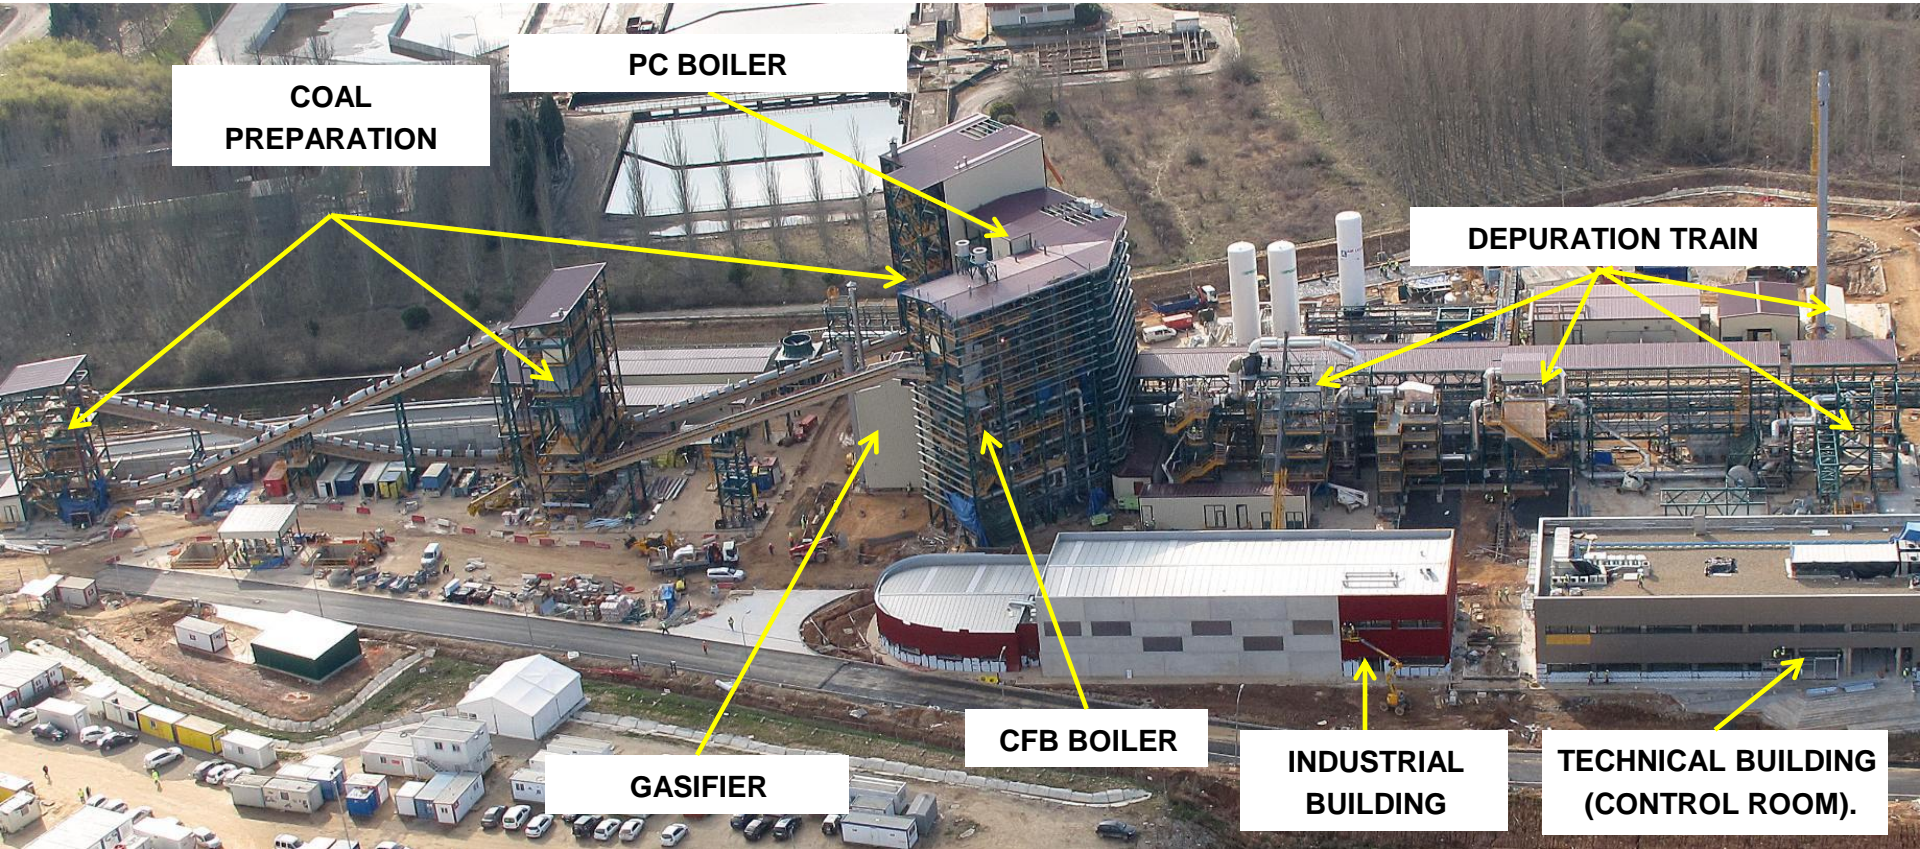 PC BOILER
COAL
PREPARATION
DEPURATION TRAIN
CFB BOILER
GASIFIER
INDUSTRIAL
BUILDING
TECHNICAL BUILDING
(CONTROL ROOM).